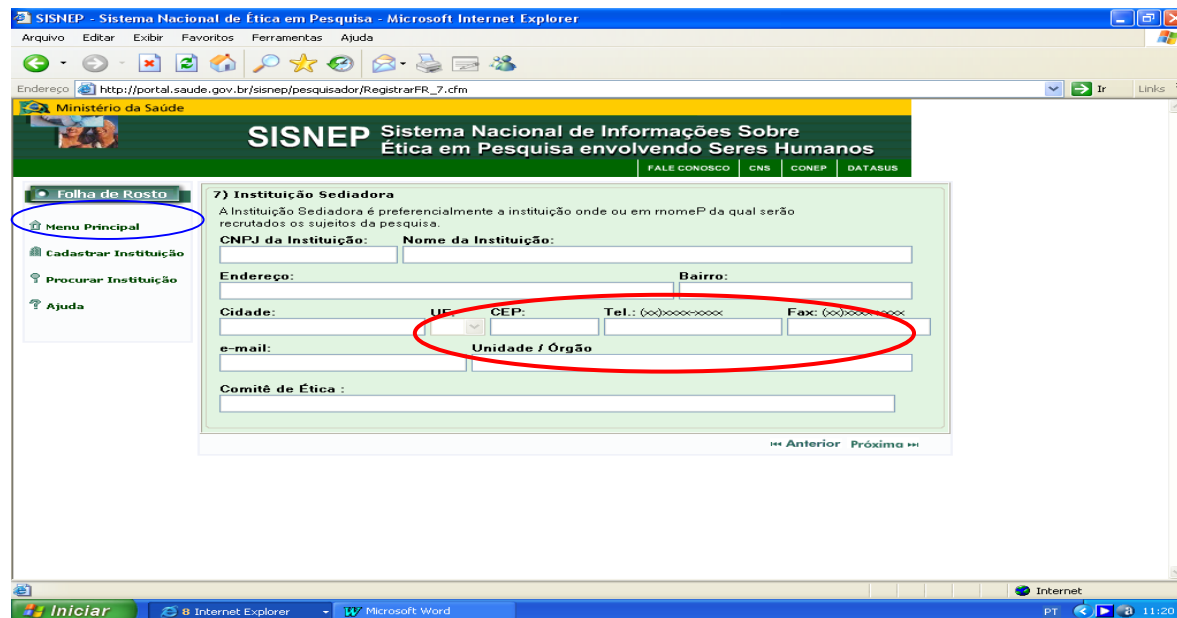 SISNEP - Sistema Nacional de Ética em Pesquisa - Microsoft Internet Explorer
Arquivo Editar Exibir Favoritos Ferramentas Ajuda
Endereço http://portal.saude.gov.br/sisnep/pesquisador/RegistrarFR_7.cfm Ir Links
Ministério da Saúde
SISNEP Sistema Nacional de Informações Sobre
Ética em Pesquisa envolvendo Seres Humanos
FALE CONOSCO CNS CONEP DATASUS
Folha de Rosto
Menu Principal
Cadastrar Instituição
Procurar Instituição
Ajuda
7) Instituição Sediadora
A Instituição Sediadora é preferencialmente a instituição onde ou em rnomeP da qual serão
recrutados os sujeitos da pesquisa.
CNPJ da Instituição: Nome da Instituição:
Endereço: Bairro:
Cidade: UF: CEP: Tel.: (xx)xxxx-xxxx Fax: (xx)xxxx-xxxx
e-mail: Unidade / Órgão
Comitê de Ética :
Anterior Próxima
Internet
Iniciar 8 Internet Explorer Microsoft Word PT 11:20